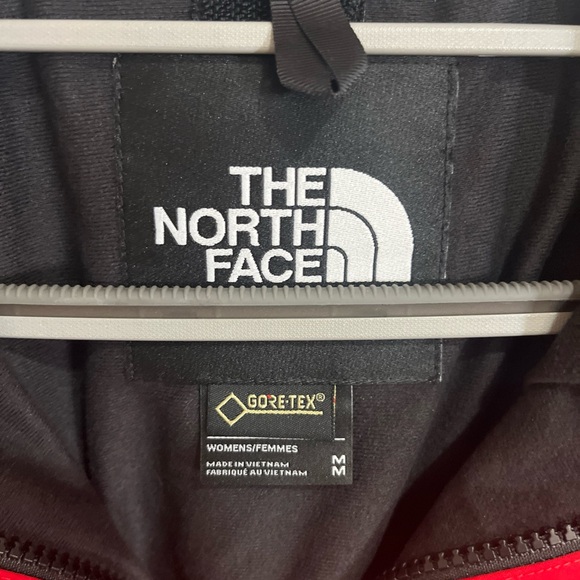 THE
NORTH
FACE
GORE-TEX®
WOMENS/FEMMES
M
MADE IN VIETNAM
FABRIQUÉ AU VIETNAM
M